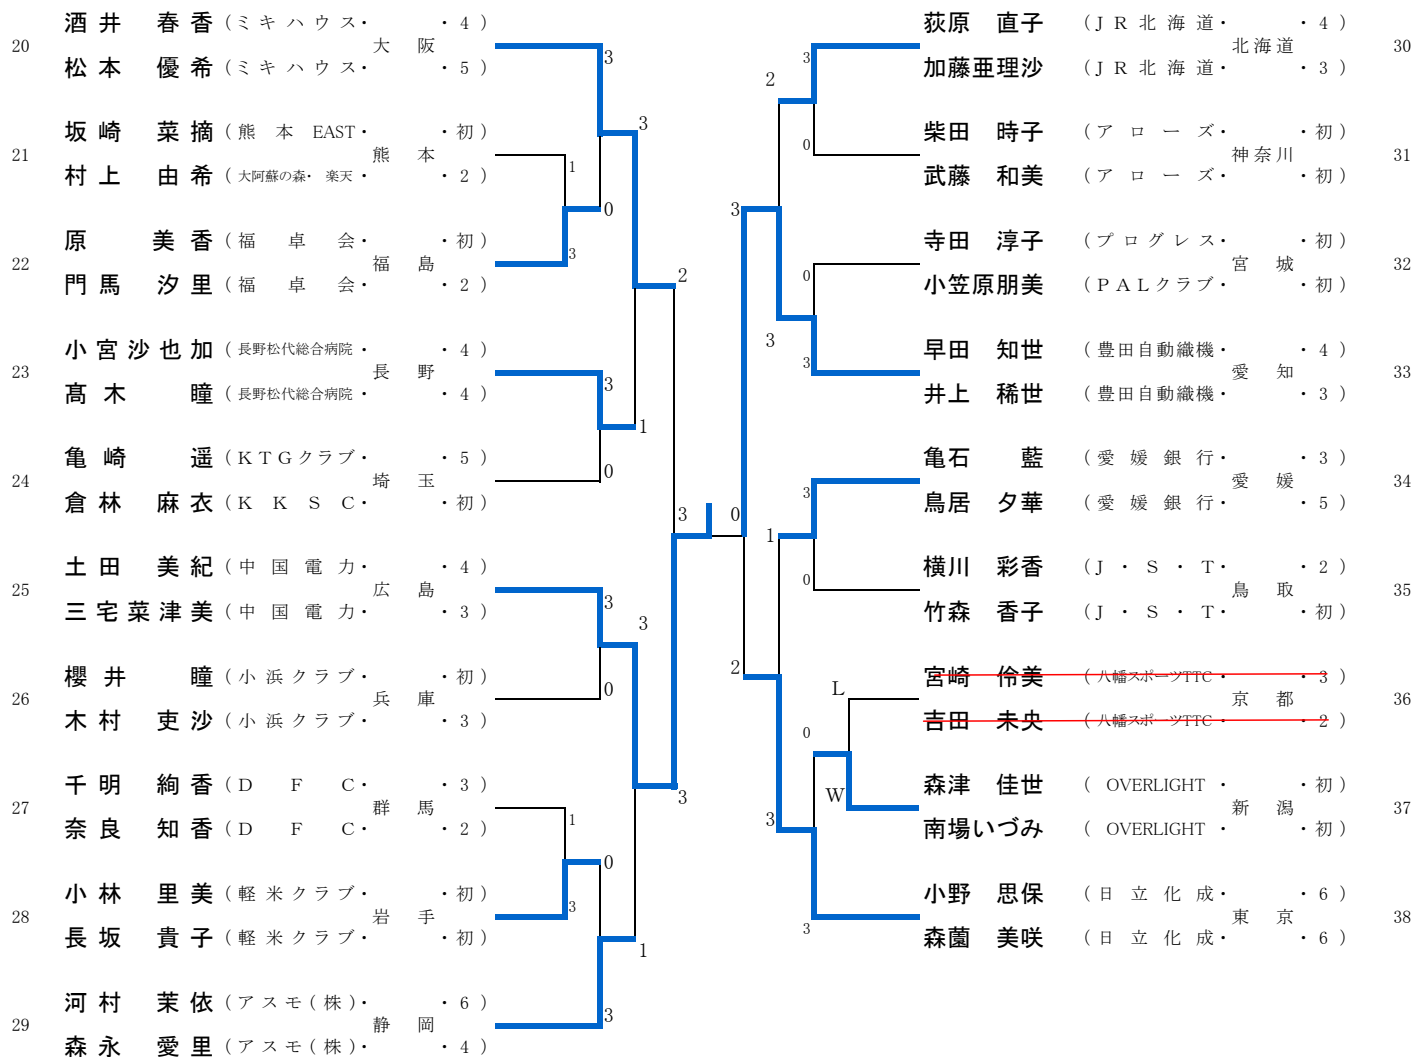 酒井 春香 (ミキハウス・ ・4)
20 大阪 3
松本 優希 (ミキハウス・ ・5)
3
坂崎 菜摘 (熊本EAST・ ・初)
21 熊本 1
村上 由希 (大阿蘇の森・楽天・ ・2)
0
原 美香 (福卓会・ ・初)
22 福島 3
門馬 汐里 (福卓会・ ・2)
2
小宮沙也加 (長野松代総合病院・ ・4)
23 長野 3
髙木 瞳 (長野松代総合病院・ ・4)
1
亀崎 遥 (KTGクラブ・ ・5)
24 埼玉 0
倉林 麻衣 (KKSC・ ・初)
3 0
土田 美紀 (中国電力・ ・4)
25 広島 3
三宅菜津美 (中国電力・ ・3)
3
櫻井 瞳 (小浜クラブ・ ・初)
26 兵庫 0
木村 吏沙 (小浜クラブ・ ・3)
3
千明 絢香 (DFC・ ・3)
27 群馬 1
奈良 知香 (DFC・ ・2)
0
小林 里美 (軽米クラブ・ ・初)
28 岩手 3
長坂 貴子 (軽米クラブ・ ・初)
1
河村 茉依 (アスモ(株)・ ・6)
29 静岡 3
森永 愛里 (アスモ(株)・ ・4)
荻原 直子 (JR北海道・ ・4)
3 北海道 30
加藤亜理沙 (JR北海道・ ・3)
2
柴田 時子 (アローズ・ ・初)
0 神奈川 31
武藤 和美 (アローズ・ ・初)
3
寺田 淳子 (プログレス・ ・初)
0 宮城 32
小笠原朋美 (PALクラブ・ ・初)
3
早田 知世 (豊田自動織機・ ・4)
3 愛知 33
井上 稀世 (豊田自動織機・ ・3)
亀石 藍 (愛媛銀行・ ・3)
3 愛媛 34
鳥居 夕華 (愛媛銀行・ ・5)
1
横川 彩香 (J・S・T・ ・2)
0 鳥取 35
竹森 香子 (J・S・T・ ・初)
2
宮崎 伶美 (八幡スポーツTTC・ ・3)
L 京都 36
吉田 未央 (八幡スポーツTTC・ ・2)
0
森津 佳世 (OVERLIGHT・ ・初)
W 新潟 37
南場いづみ (OVERLIGHT・ ・初)
3
小野 思保 (日立化成・ ・6)
3 東京 38
森薗 美咲 (日立化成・ ・6)